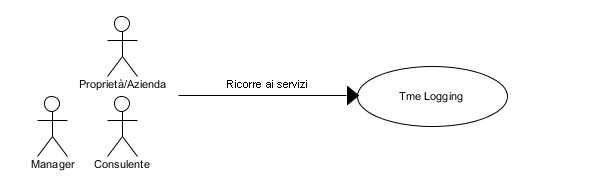 Proprietà/Azienda
Ricorre ai servizi
Tme Logging
Manager
Consulente